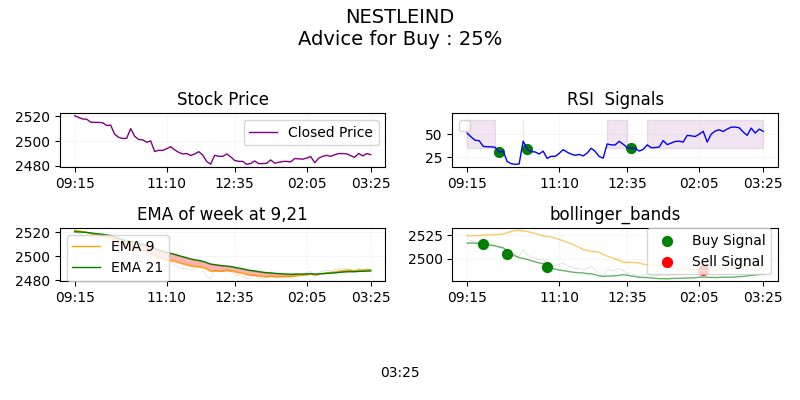 NESTLEIND
Advice for Buy : 25%
Stock Price
2520
2500
2480
Closed Price
09:15 11:10 12:35 02:05 03:25
RSI  Signals
50
25
09:15 11:10 12:35 02:05 03:25
EMA of week at 9,21
2520
2500
2480
EMA 9
EMA 21
09:15 11:10 12:35 02:05 03:25
bollinger_bands
2525
2500
Buy Signal
Sell Signal
09:15 11:10 12:35 02:05 03:25
03:25